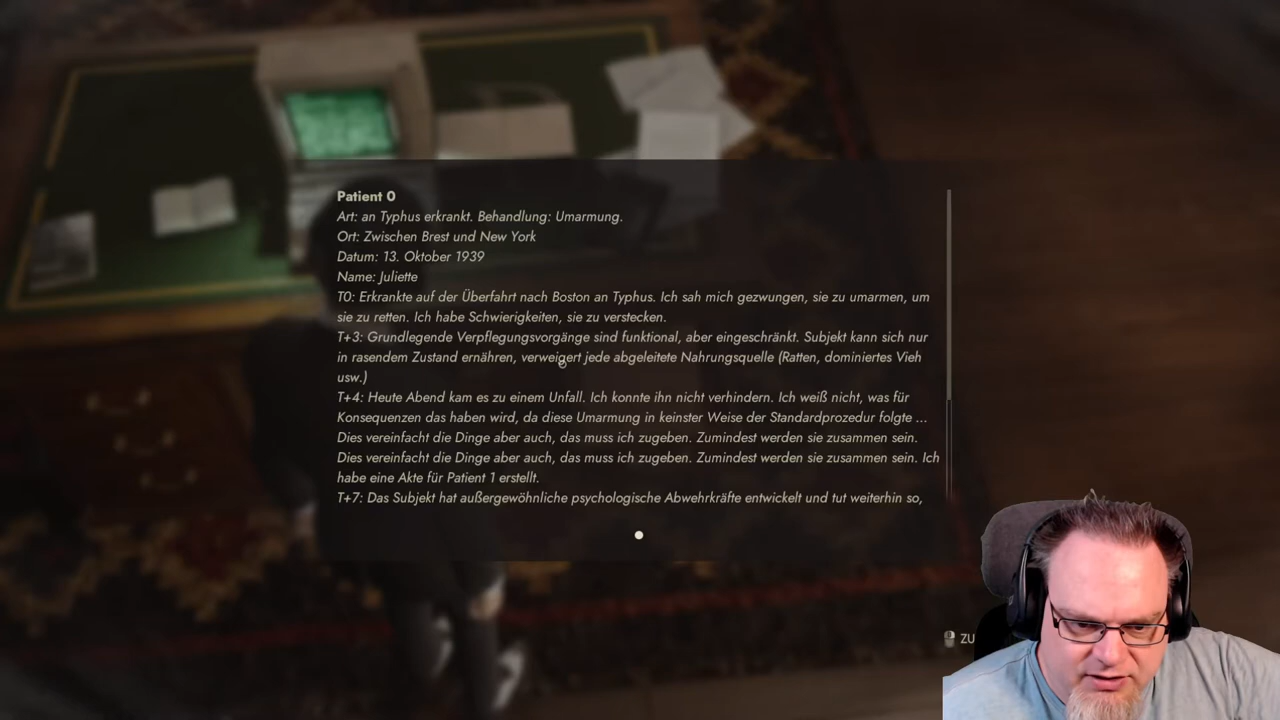 Patient 0
Art: an Typhus erkrankt. Behandlung: Umarmung.
Ort: Zwischen Brest und New York
Datum: 13. Oktober 1939
Name: Juliette
T0: Erkrankte auf der Überfahrt nach Boston an Typhus. Ich sah mich gezwungen, sie zu umarmen, um
sie zu retten. Ich habe Schwierigkeiten, sie zu verstecken.
T+3: Grundlegende Verpflegungsvorgänge sind funktional, aber eingeschränkt. Subjekt kann sich nur
in rasendem Zustand ernähren, verweigert jede abgeleitete Nahrungsquelle (Ratten, dominiertes Vieh
usw.)
T+4: Heute Abend kam es zu einem Unfall. Ich konnte ihn nicht verhindern. Ich weiß nicht, was für
Konsequenzen das haben wird, da diese Umarmung in keinster Weise der Standardprozedur folgte ...
Dies vereinfacht die Dinge aber auch, das muss ich zugeben. Zumindest werden sie zusammen sein.
Dies vereinfacht die Dinge aber auch, das muss ich zugeben. Zumindest werden sie zusammen sein. Ich
habe eine Akte für Patient 1 erstellt.
T+7: Das Subjekt hat außergewöhnliche psychologische Abwehrkräfte entwickelt und tut weiterhin so,
ZU